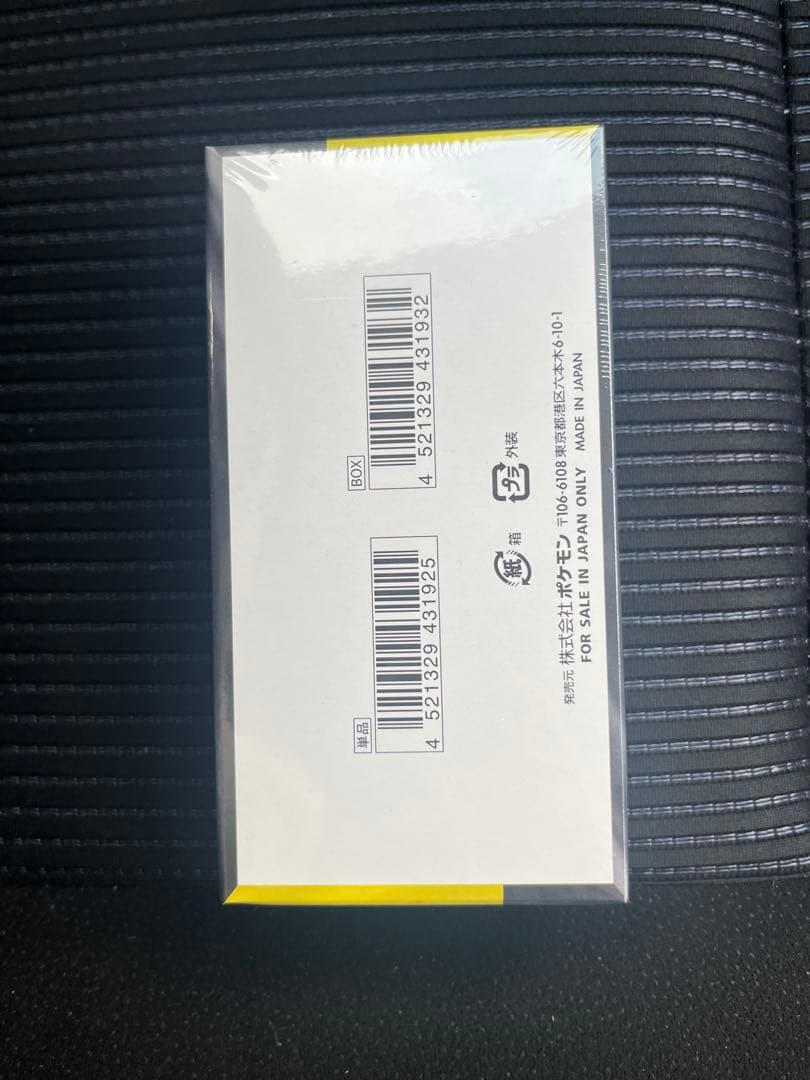 単品
4 521329 431925
BOX
4 521329 431932
紙 箱
プラ 外装
発売元 株式会社ポケモン 〒106-6108 東京都港区六本木6-10-1
FOR SALE IN JAPAN ONLY MADE IN JAPAN